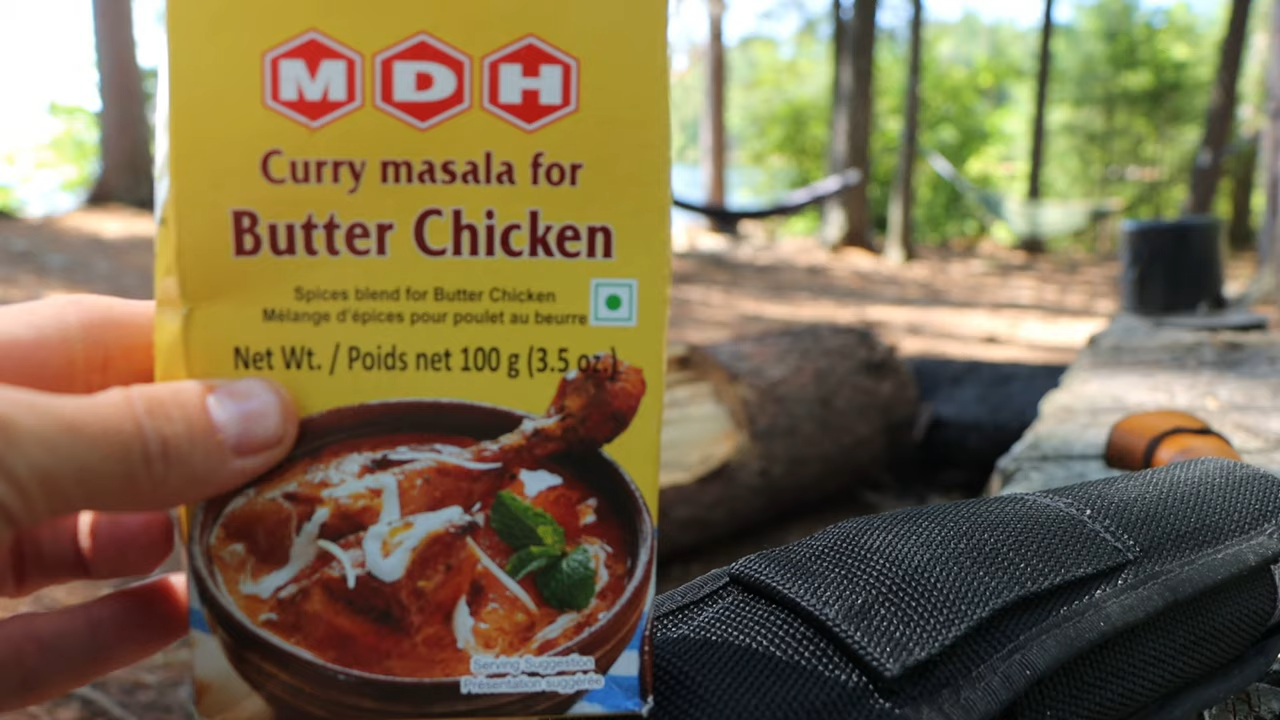 MDH
Curry masala for
Butter Chicken
Spices blend for Butter Chicken
Mélange d'épices pour poulet au beurre
Net Wt. / Poids net 100 g (3.5 oz.)
Serving Suggestion
Présentation suggérée